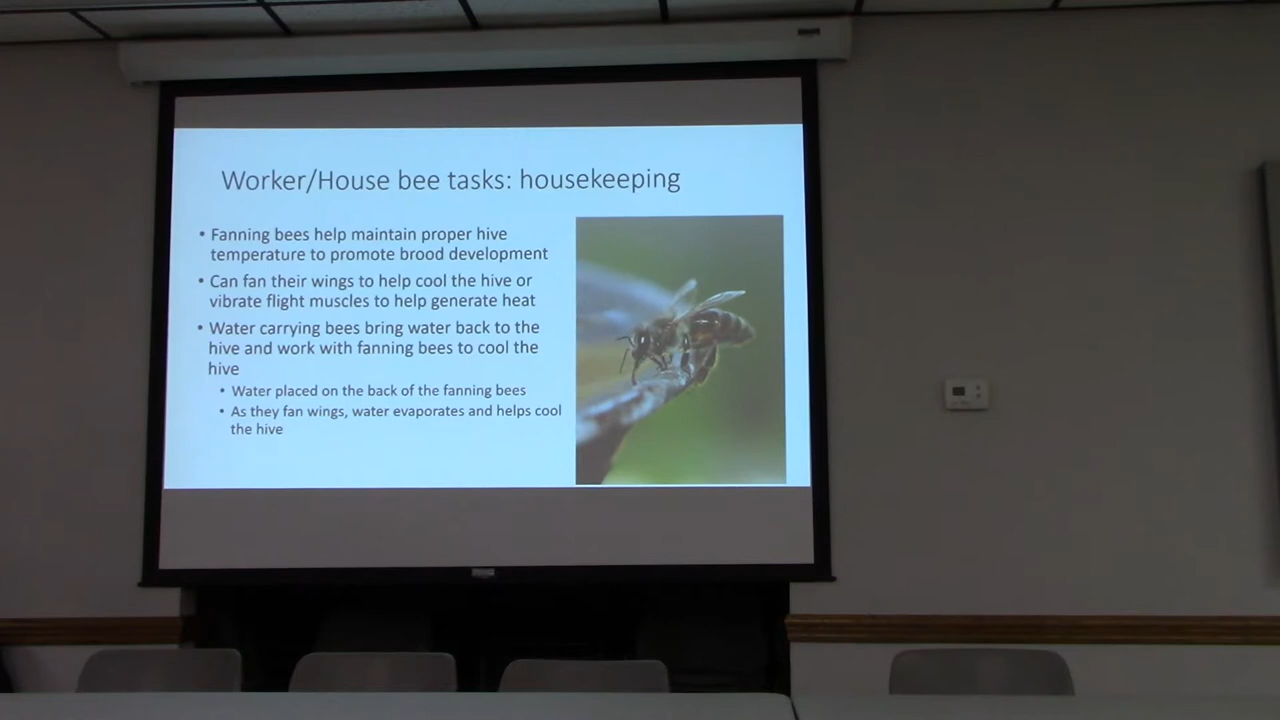 Worker/House bee tasks: housekeeping
• Fanning bees help maintain proper hive
temperature to promote brood development
• Can fan their wings to help cool the hive or
vibrate flight muscles to help generate heat
• Water carrying bees bring water back to the
hive and work with fanning bees to cool the
hive
• Water placed on the back of the fanning bees
• As they fan wings, water evaporates and helps cool
the hive